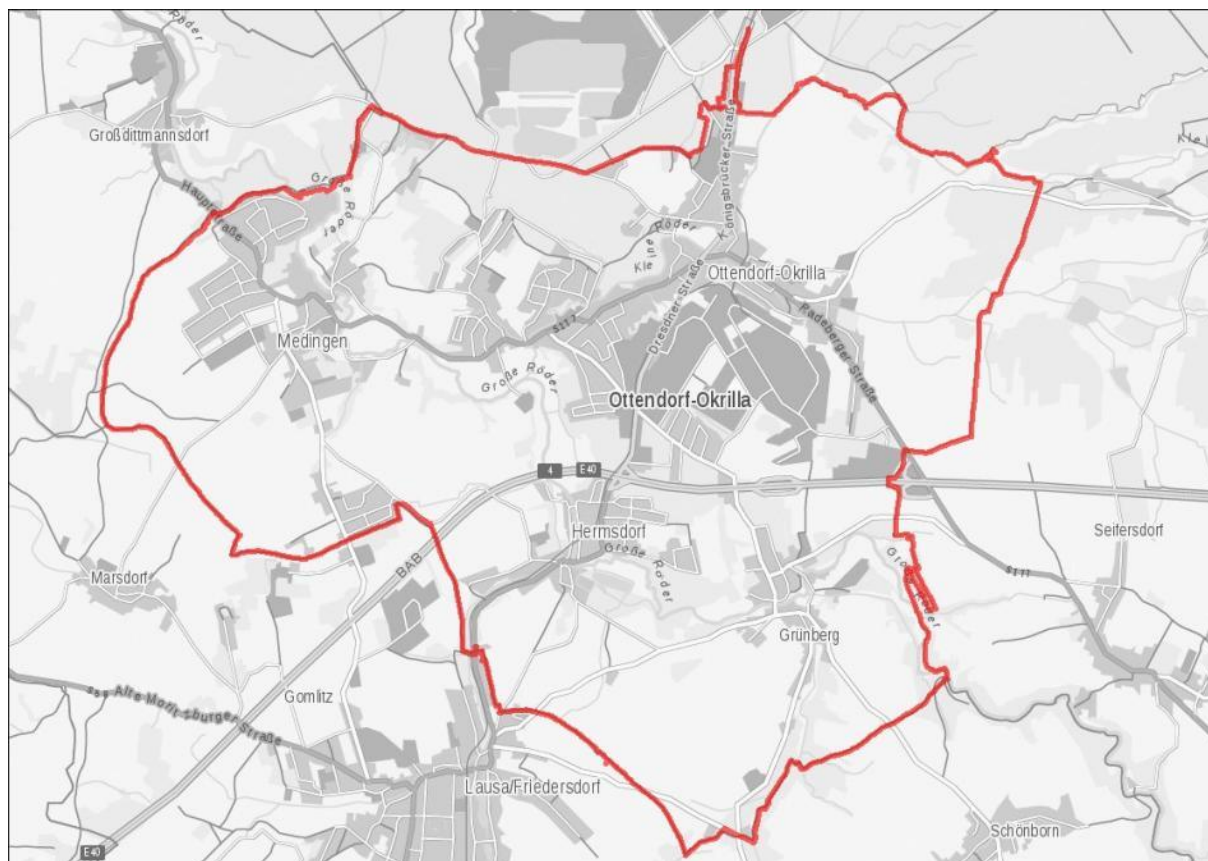 Röder
Großdittmannsdorf
Hauptstraße
Große
Röder
Königsbrücker-Straße
Röder
Kleine
Ottendorf-Okrilla
Dresdner-Straße
Radeberger-Straße
S177
Medingen
Große Röder
Ottendorf-Okrilla
4
E40
Hermsdorf
Große
Röder
BAB
Seifersdorf
Marsdorf
Große Röder
Grünberg
Gomlitz
Alte
Straße
Lausa/Friedersdorf
Schönborn
E40